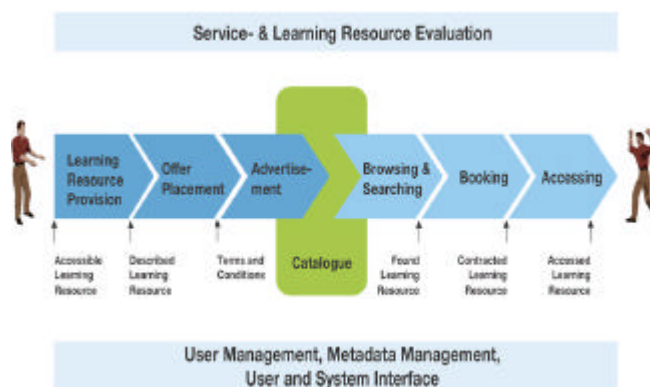 Service- & Learning Resource Evaluation
Learning
Resource
Provision
Offer
Placement
Advertise-
ment
Browsing &
Searching
Booking
Accessing
Accessible
Learning
Resource
Described
Learning
Resource
Terms and
Conditions
Catalogue
Found
Learning
Resource
Contracted
Learning
Resource
Accessed
Learning
Resource
User Management, Metadata Management,
User and System Interface